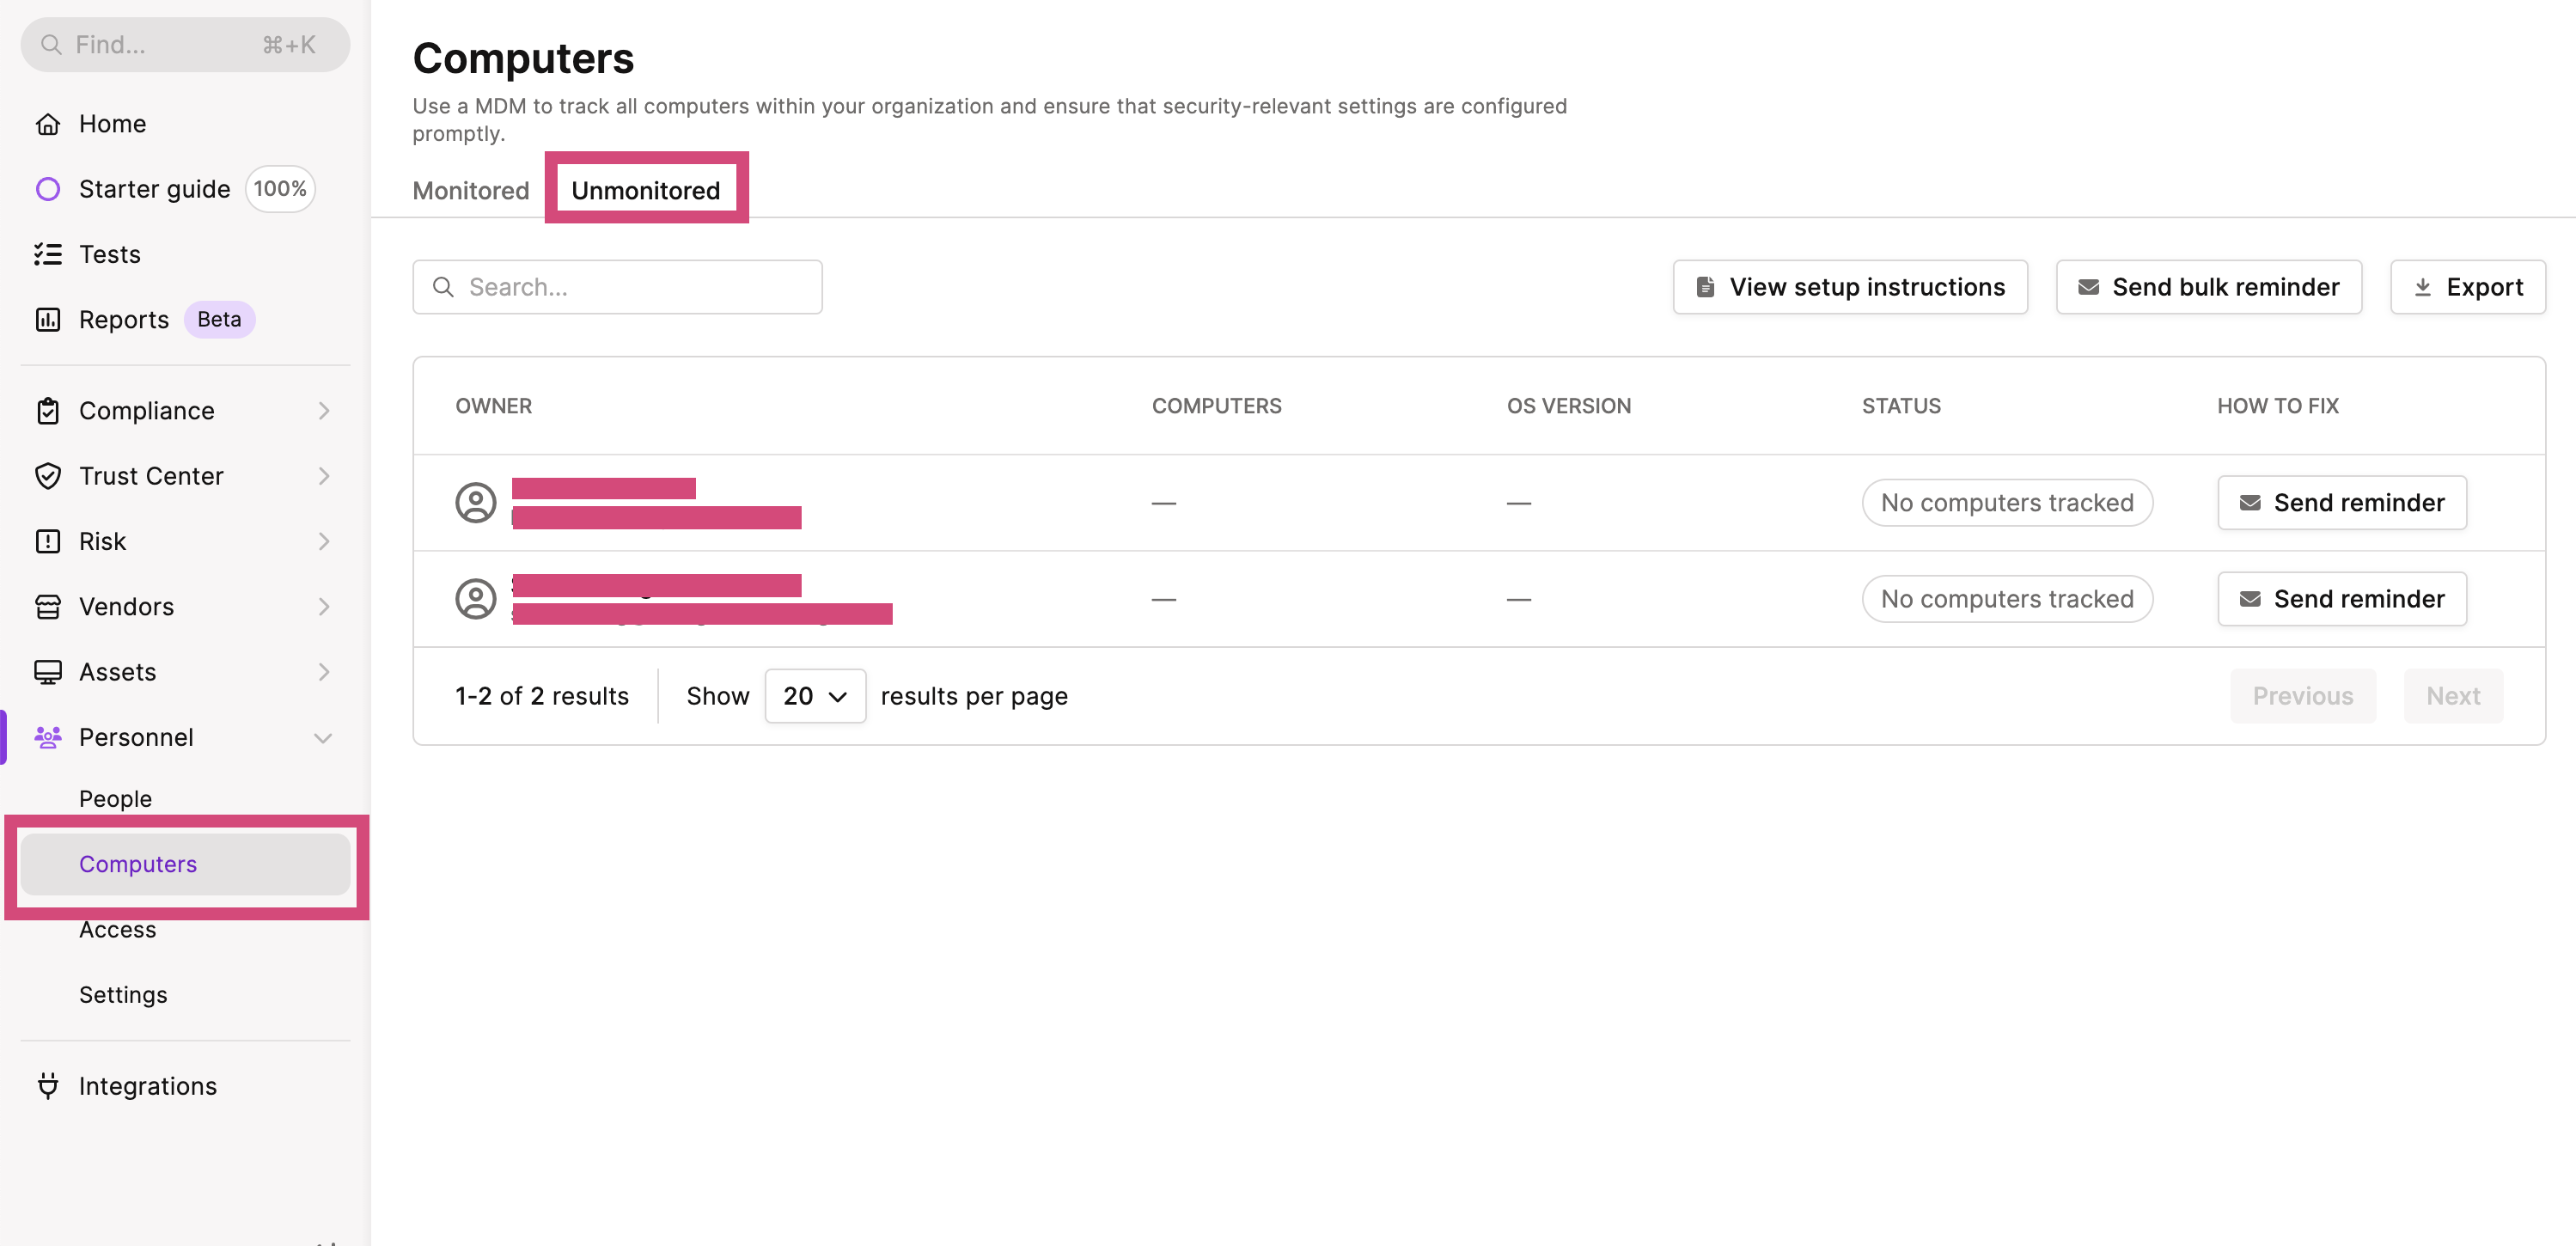 Find... ⌘+K
Home
Starter guide 100%
Tests
Reports Beta
Compliance
Trust Center
Risk
Vendors
Assets
Personnel
People
Computers
Access
Settings
Integrations
Computers
Use a MDM to track all computers within your organization and ensure that security-relevant settings are configured
promptly.
Monitored Unmonitored
Search...
View setup instructions Send bulk reminder Export
OWNER COMPUTERS OS VERSION STATUS HOW TO FIX
— — No computers tracked Send reminder
— — No computers tracked Send reminder
1-2 of 2 results Show 20 results per page Previous Next